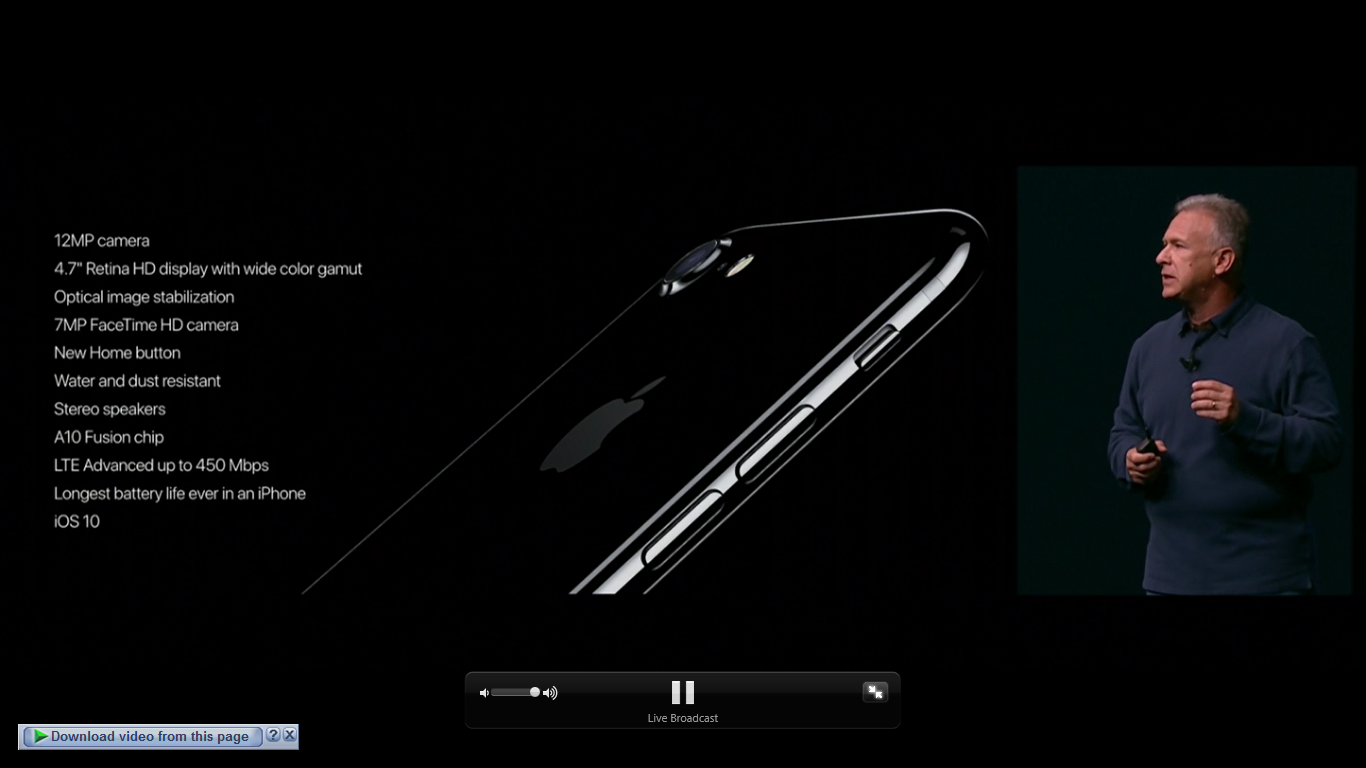 12MP camera
4.7" Retina HD display with wide color gamut
Optical image stabilization
7MP FaceTime HD camera
New Home button
Water and dust resistant
Stereo speakers
A10 Fusion chip
LTE Advanced up to 450 Mbps
Longest battery life ever in an iPhone
iOS 10
Live Broadcast
Download video from this page ? X